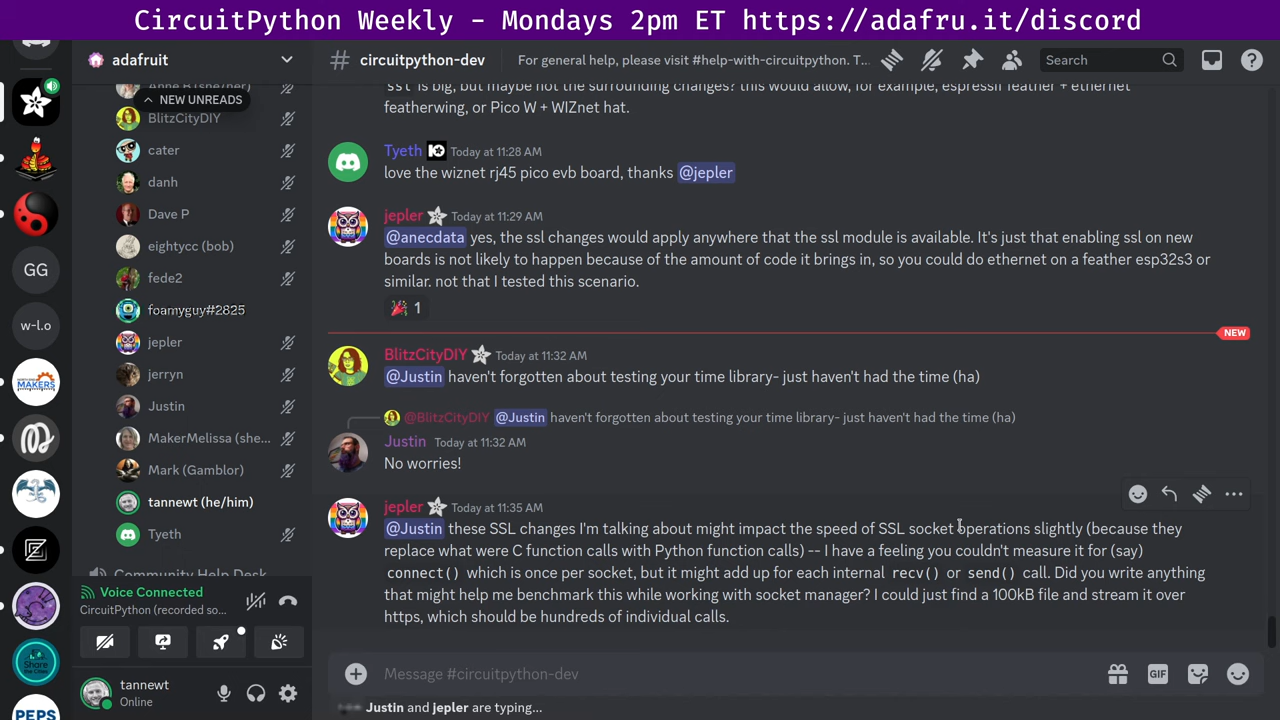 CircuitPython Weekly - Mondays 2pm ET https://adafru.it/discord
adafruit
# circuitpython-dev
For general help, please visit #help-with-circuitpython. T...
Search
Anne B (she/her)
NEW UNREADS
BlitzCityDIY
cater
danh
Dave P
eightycc (bob)
fede2
foamyguy#2825
jepler
jerryn
Justin
MakerMelissa (she...
Mark (Gamblor)
tannewt (he/him)
Tyeth
Community Help Desk
GG
w-l.o
PEPS
Voice Connected
CircuitPython (recorded so...
tannewt
Online
ssl is big, but maybe not the surrounding changes? this would allow, for example, espressif feather + ethernet
featherwing, or Pico W + WIZnet hat.
Tyeth Today at 11:28 AM
love the wiznet rj45 pico evb board, thanks @jepler
jepler Today at 11:29 AM
@anecdata yes, the ssl changes would apply anywhere that the ssl module is available. It's just that enabling ssl on new
boards is not likely to happen because of the amount of code it brings in, so you could do ethernet on a feather esp32s3 or
similar. not that I tested this scenario.
1
NEW
BlitzCityDIY Today at 11:32 AM
@Justin haven't forgotten about testing your time library- just haven't had the time (ha)
@BlitzCityDIY @Justin haven't forgotten about testing your time library- just haven't had the time (ha)
Justin Today at 11:32 AM
No worries!
jepler Today at 11:35 AM
@Justin these SSL changes I'm talking about might impact the speed of SSL socket operations slightly (because they
replace what were C function calls with Python function calls) -- I have a feeling you couldn't measure it for (say)
connect() which is once per socket, but it might add up for each internal recv() or send() call. Did you write anything
that might help me benchmark this while working with socket manager? I could just find a 100kB file and stream it over
https, which should be hundreds of individual calls.
Message #circuitpython-dev
GIF
Justin and jepler are typing...